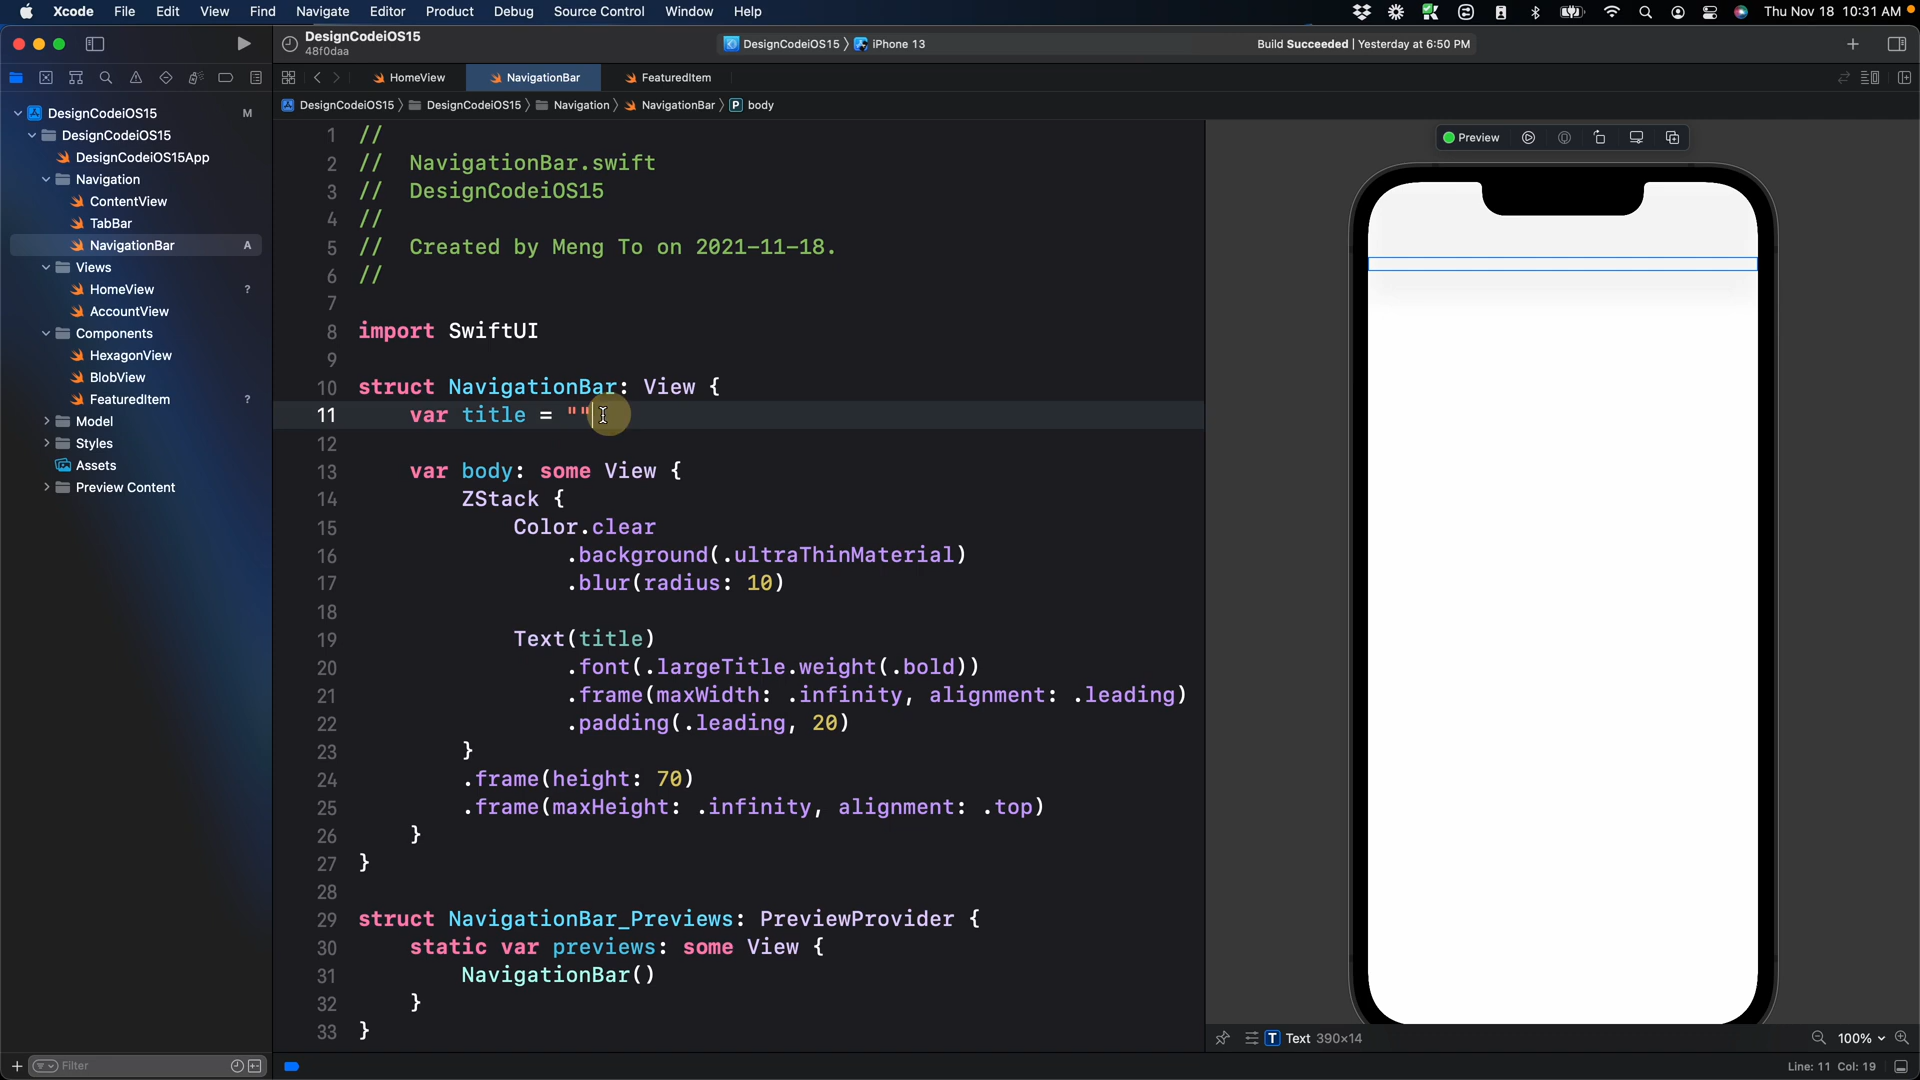 Xcode File Edit View Find Navigate Editor Product Debug Source Control Window Help Thu Nov 18 10:31 AM
DesignCodeiOS15
48f0daa
DesignCodeiOS15 〉 iPhone 13
Build Succeeded | Yesterday at 6:50 PM
HomeView
NavigationBar
FeaturedItem
DesignCodeiOS15 〉 DesignCodeiOS15 〉 Navigation 〉 NavigationBar 〉 P body
DesignCodeiOS15 M
DesignCodeiOS15
DesignCodeiOS15App
Navigation
ContentView
TabBar
NavigationBar A
Views
HomeView ?
AccountView
Components
HexagonView
BlobView
FeaturedItem ?
Model
Styles
Assets
Preview Content
Filter
1 //
2 //  NavigationBar.swift
3 //  DesignCodeiOS15
4 //
5 //  Created by Meng To on 2021-11-18.
6 //
7
8 import SwiftUI
9
10 struct NavigationBar: View {
11     var title = ""
12
13     var body: some View {
14         ZStack {
15             Color.clear
16                 .background(.ultraThinMaterial)
17                 .blur(radius: 10)
18
19             Text(title)
20                 .font(.largeTitle.weight(.bold))
21                 .frame(maxWidth: .infinity, alignment: .leading)
22                 .padding(.leading, 20)
23         }
24         .frame(height: 70)
25         .frame(maxHeight: .infinity, alignment: .top)
26     }
27 }
28
29 struct NavigationBar_Previews: PreviewProvider {
30     static var previews: some View {
31         NavigationBar()
32     }
33 }
Preview
T Text 390×14
100%
Line: 11 Col: 19